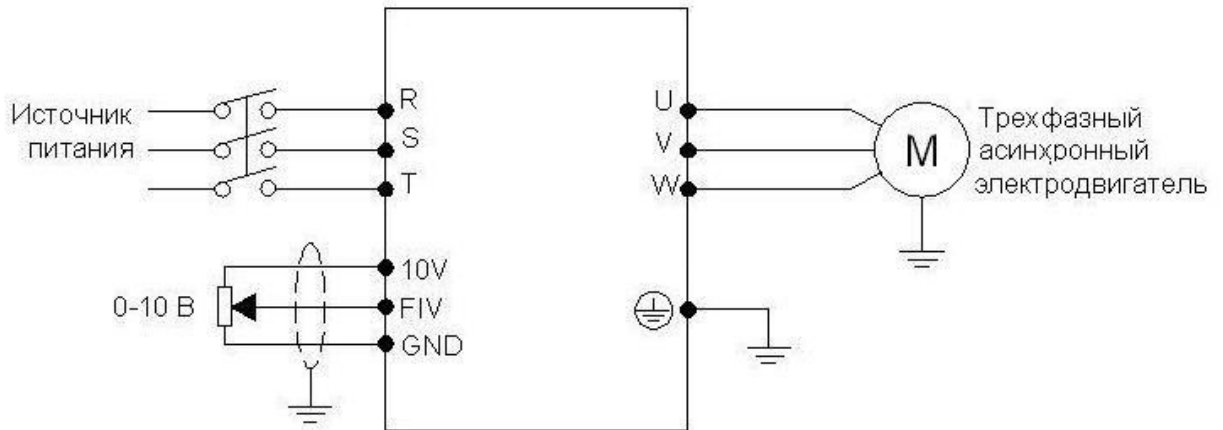 Источник
питания
R
S
T
10V
FIV
GND
0-10 В
U
V
W
M
Трехфазный
асинхронный
электродвигатель